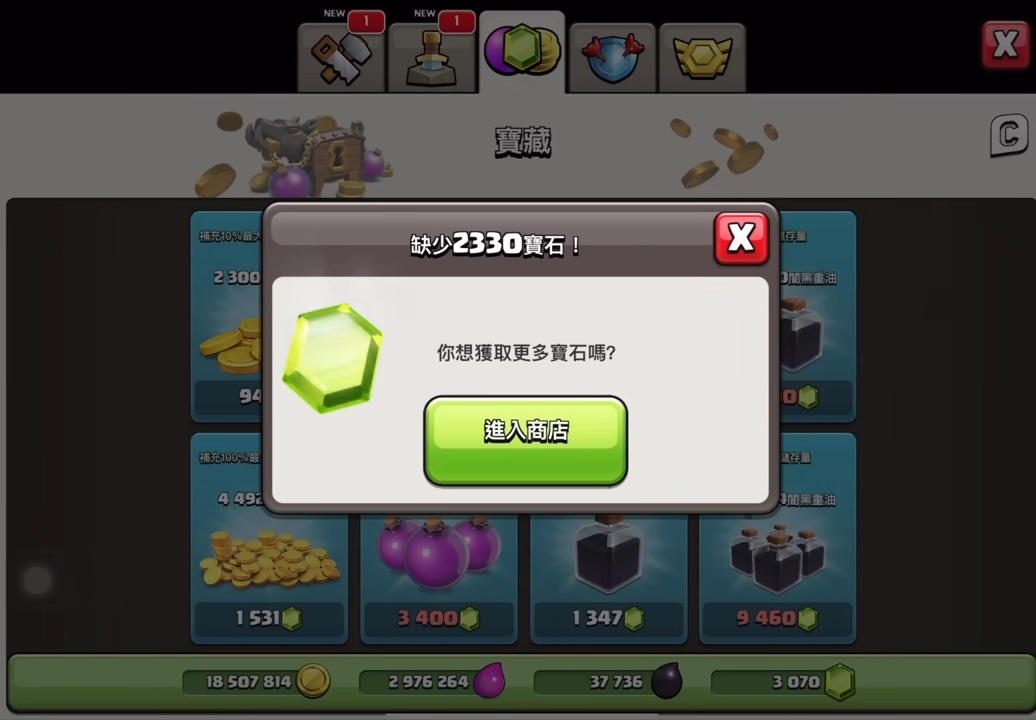 NEW
1
NEW
1
X
寶藏
C
缺少2330寶石！
X
你想獲取更多寶石嗎?
進入商店
補充10%最大
儲存量
2 300
闇黑重油
94
0
補充100%最
儲存量
4 492
闇黑重油
1 531
3 400
1 347
9 460
18 507 814
2 976 264
37 736
3 070